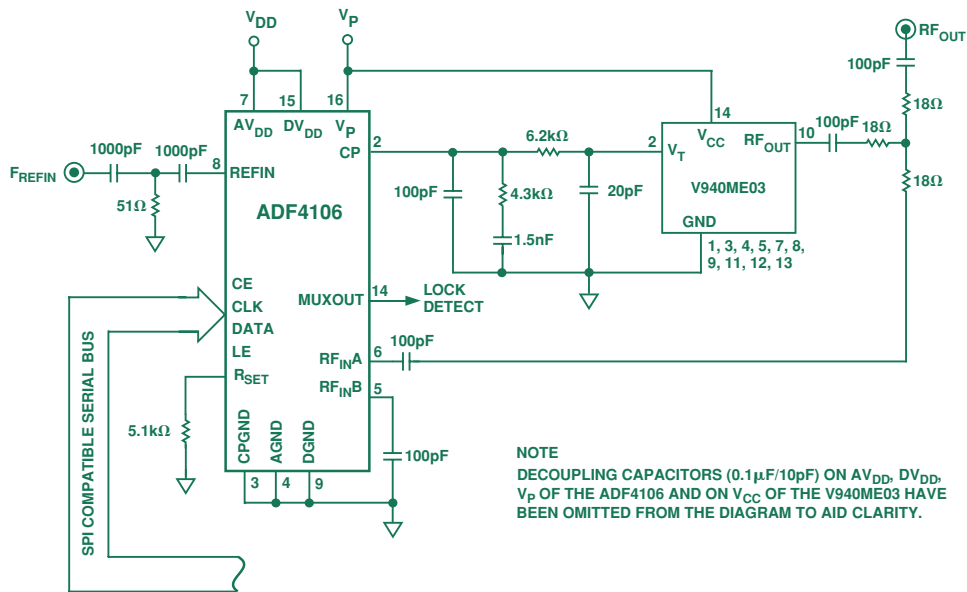 VDD
VP
RFOUT
100pF
18Ω
7
15
16
AVDD
DVDD
VP
14
2
CP
6.2kΩ
2
VT
VCC
RFOUT
10
100pF
18Ω
18Ω
1000pF
1000pF
FREFIN
8
REFIN
51Ω
ADF4106
100pF
4.3kΩ
20pF
V940ME03
1.5nF
GND
1, 3, 4, 5, 7, 8,
9, 11, 12, 13
CE
CLK
DATA
LE
MUXOUT
14
LOCK
DETECT
SPI COMPATIBLE SERIAL BUS
100pF
RFINA
6
RSET
RFINB
5
5.1kΩ
CPGND
AGND
DGND
3
4
9
100pF
NOTE
DECOUPLING CAPACITORS (0.1µF/10pF) ON AVDD, DVDD,
VP OF THE ADF4106 AND ON VCC OF THE V940ME03 HAVE
BEEN OMITTED FROM THE DIAGRAM TO AID CLARITY.